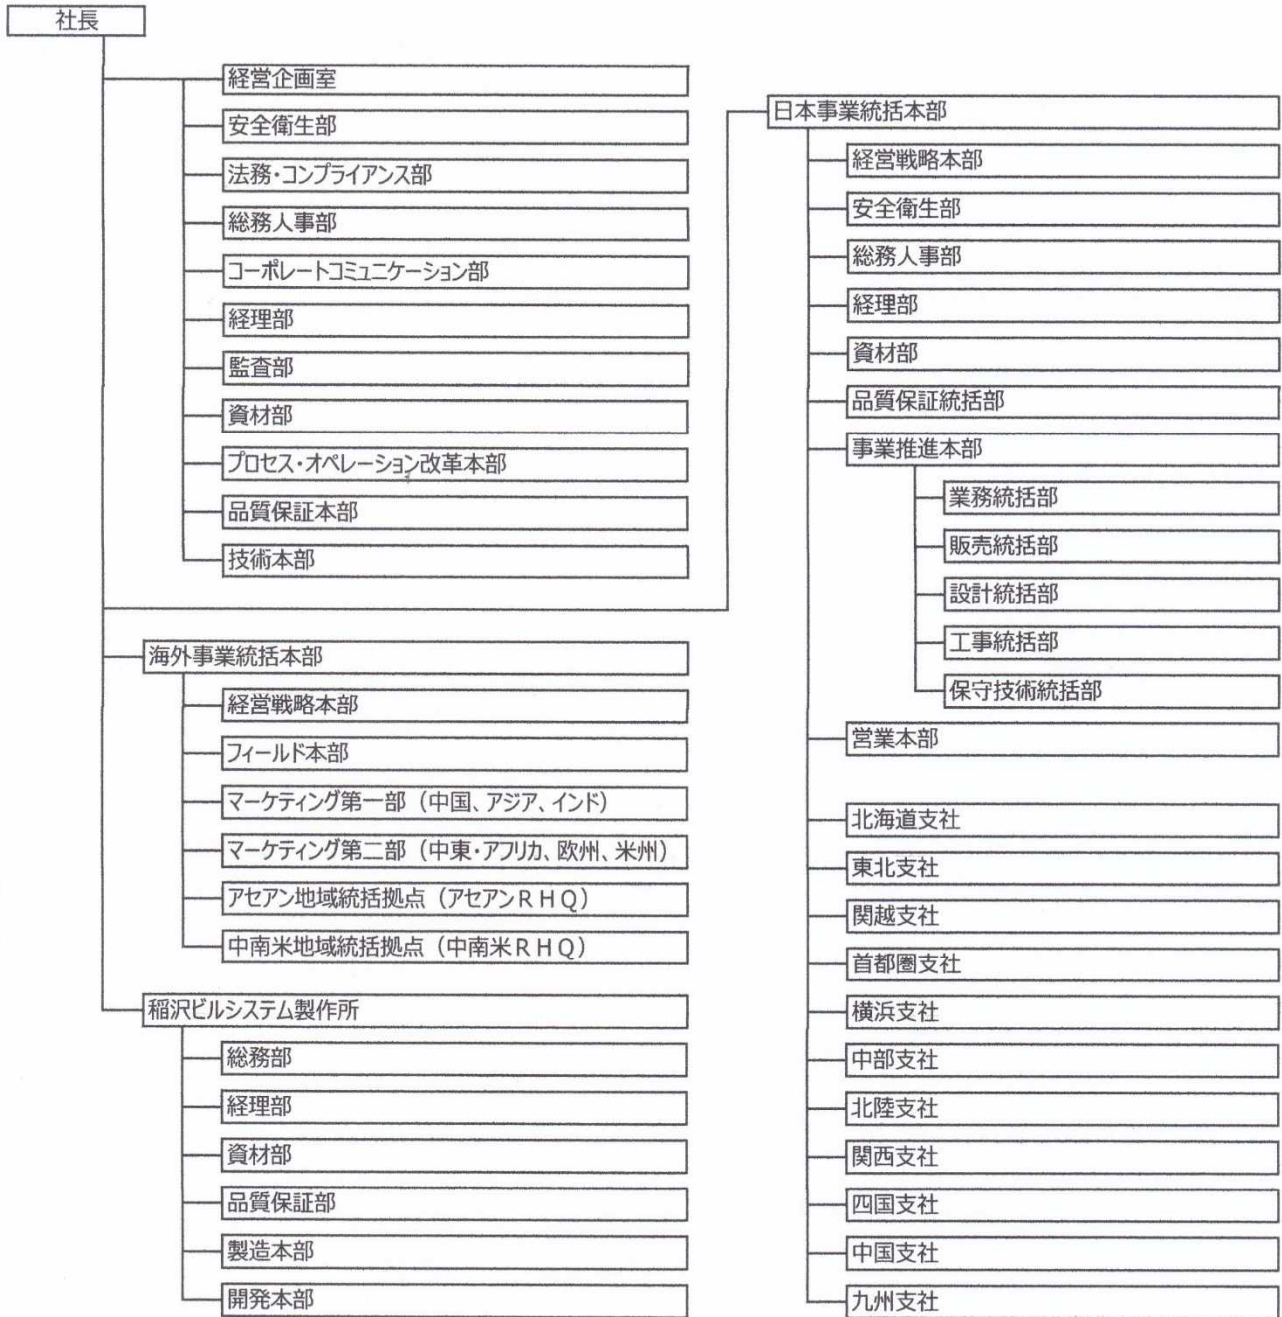 社長
経営企画室
安全衛生部
法務・コンプライアンス部
総務人事部
コーポレートコミュニケーション部
経理部
監査部
資材部
プロセス・オペレーション改革本部
品質保証本部
技術本部
海外事業統括本部
経営戦略本部
フィールド本部
マーケティング第一部（中国、アジア、インド）
マーケティング第二部（中東・アフリカ、欧州、米州）
アセアン地域統括拠点（アセアンＲＨＱ）
中南米地域統括拠点（中南米ＲＨＱ）
稲沢ビルシステム製作所
総務部
経理部
資材部
品質保証部
製造本部
開発本部
日本事業統括本部
経営戦略本部
安全衛生部
総務人事部
経理部
資材部
品質保証統括部
事業推進本部
業務統括部
販売統括部
設計統括部
工事統括部
保守技術統括部
営業本部
北海道支社
東北支社
関越支社
首都圏支社
横浜支社
中部支社
北陸支社
関西支社
四国支社
中国支社
九州支社